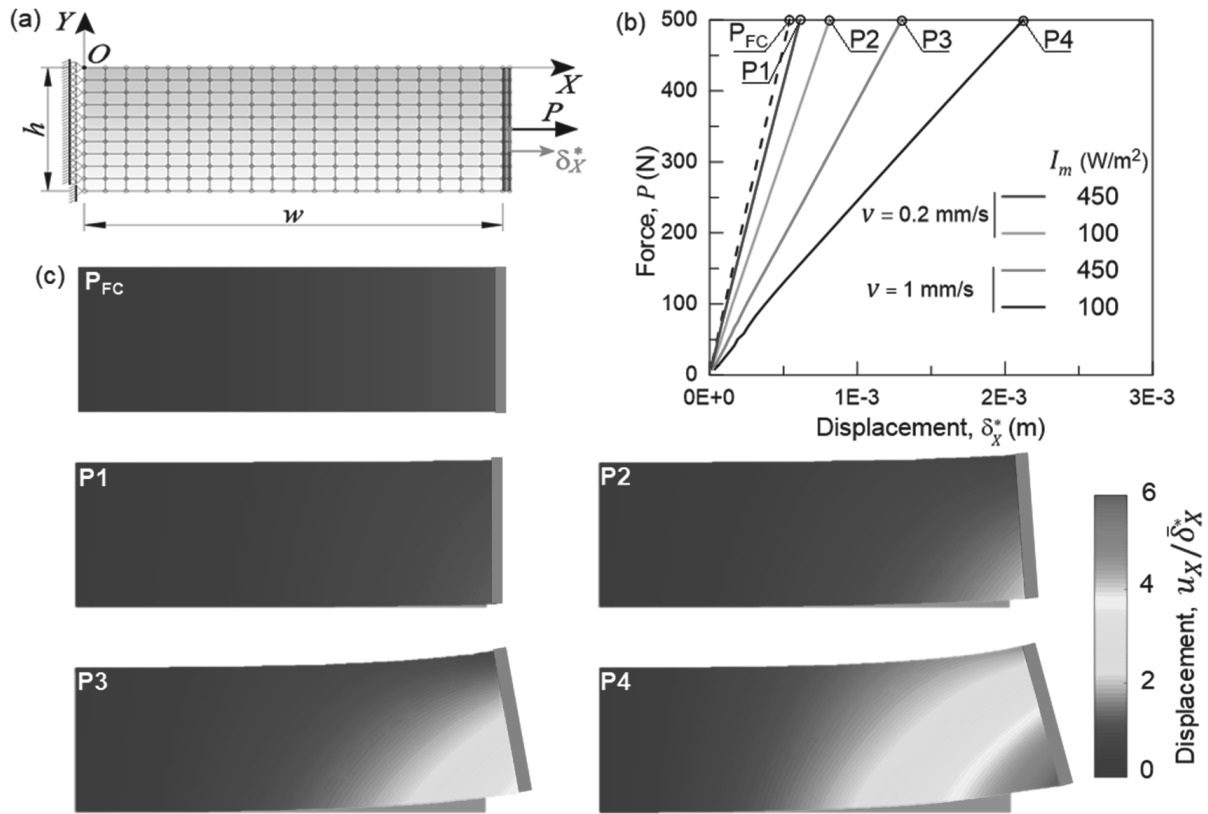 (a)
Y
O
X
h
P
δ*X
w
(b)
500
400
300
200
100
0
Force, P (N)
PFC
P1
P2
P3
P4
Im (W/m²)
v = 0.2 mm/s
450
100
v = 1 mm/s
450
100
0E+0
1E-3
2E-3
3E-3
Displacement, δ*X (m)
(c)
PFC
P1
P2
P3
P4
6
4
2
0
Displacement, uX/δ̄*X